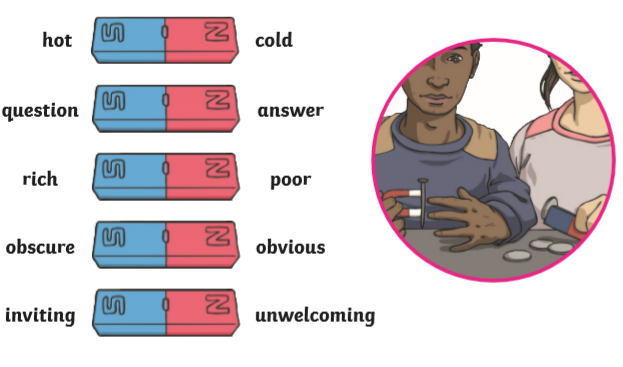 hot S N cold
question S N answer
rich S N poor
obscure S N obvious
inviting S N unwelcoming